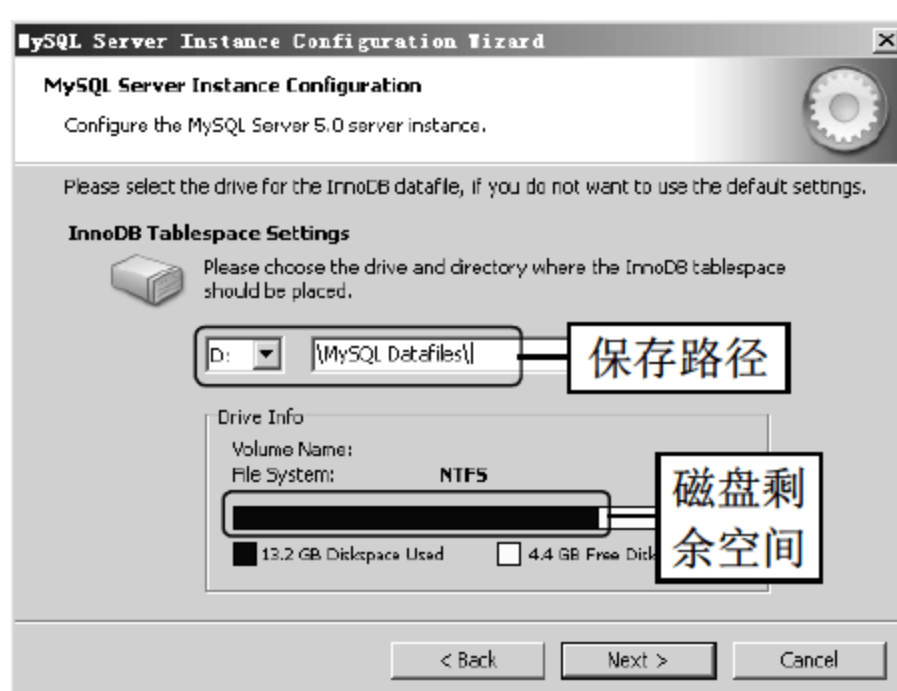 MySQL Server Instance Configuration Wizard
MySQL Server Instance Configuration
Configure the MySQL Server 5.0 server instance.
Please select the drive for the InnoDB datafile, if you do not want to use the default settings.
InnoDB Tablespace Settings
Please choose the drive and directory where the InnoDB tablespace
should be placed.
D: \MySQL Datafiles\
保存路径
Drive Info
Volume Name:
File System: NTFS
磁盘剩
余空间
13.2 GB Diskspace Used 4.4 GB Free
< Back Next > Cancel